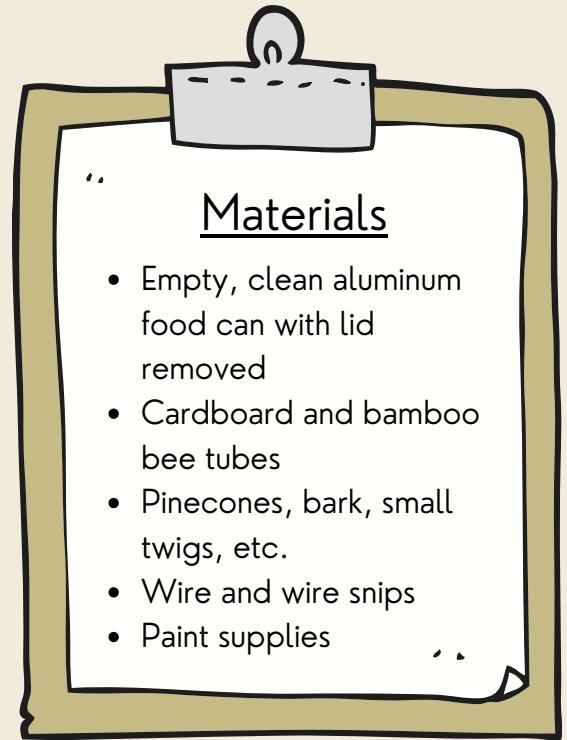 Materials
• Empty, clean aluminum
food can with lid
removed
• Cardboard and bamboo
bee tubes
• Pinecones, bark, small
twigs, etc.
• Wire and wire snips
• Paint supplies